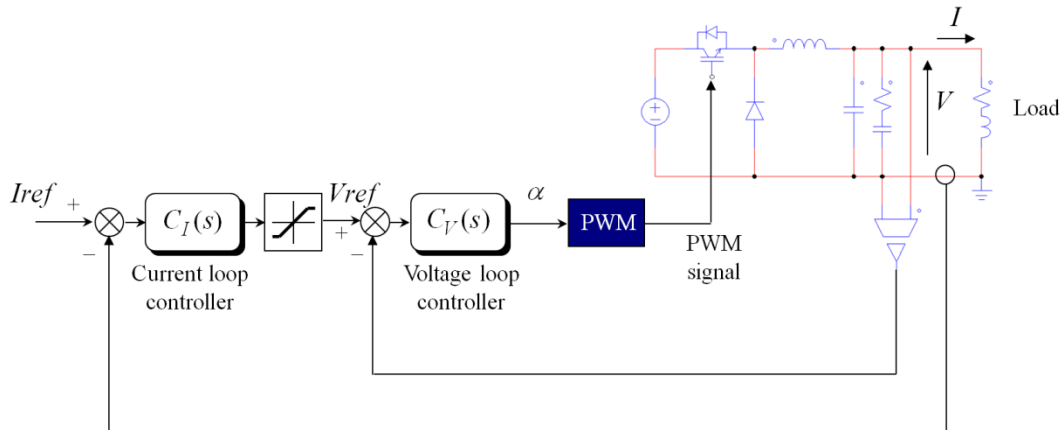 I
V
Load
Iref
+
−
C_I(s)
Current loop
controller
Vref
+
−
C_V(s)
Voltage loop
controller
α
PWM
PWM
signal